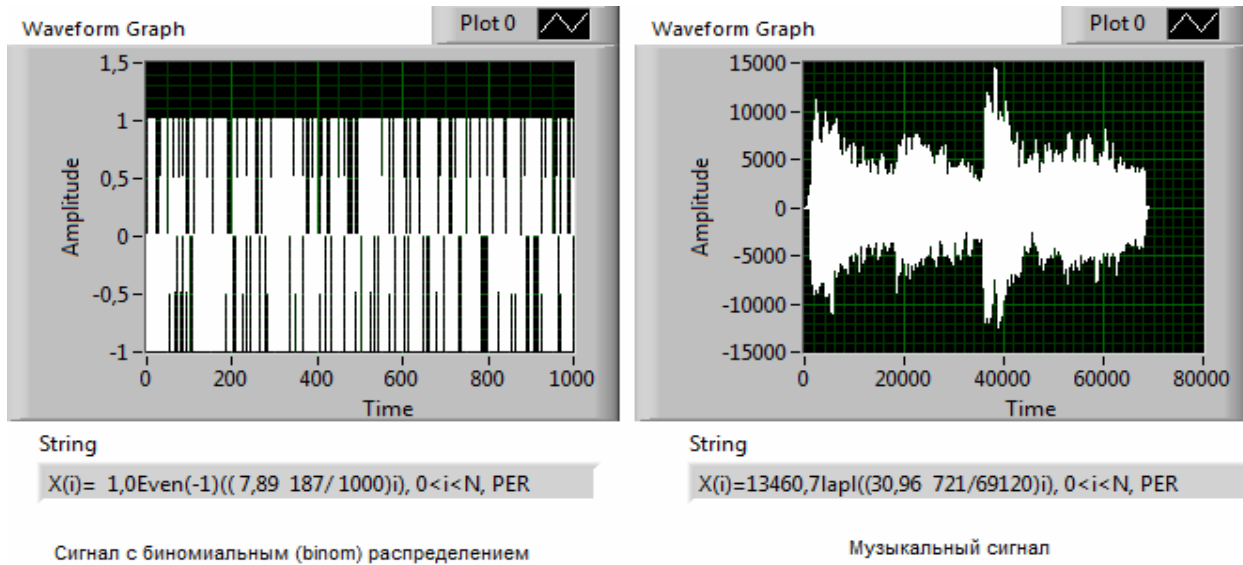 Waveform Graph
Plot 0
1,5
1
0,5
0
-0,5
-1
Amplitude
0 200 400 600 800 1000
Time
String
X(i)= 1,0Even(-1)(( 7,89 187/ 1000)i), 0<i<N, PER
Сигнал с биномиальным (binom) распределением
Waveform Graph
Plot 0
15000
10000
5000
0
-5000
-10000
-15000
Amplitude
0 20000 40000 60000 80000
Time
String
X(i)=13460,7lapl((30,96 721/69120)i), 0<i<N, PER
Музыкальный сигнал